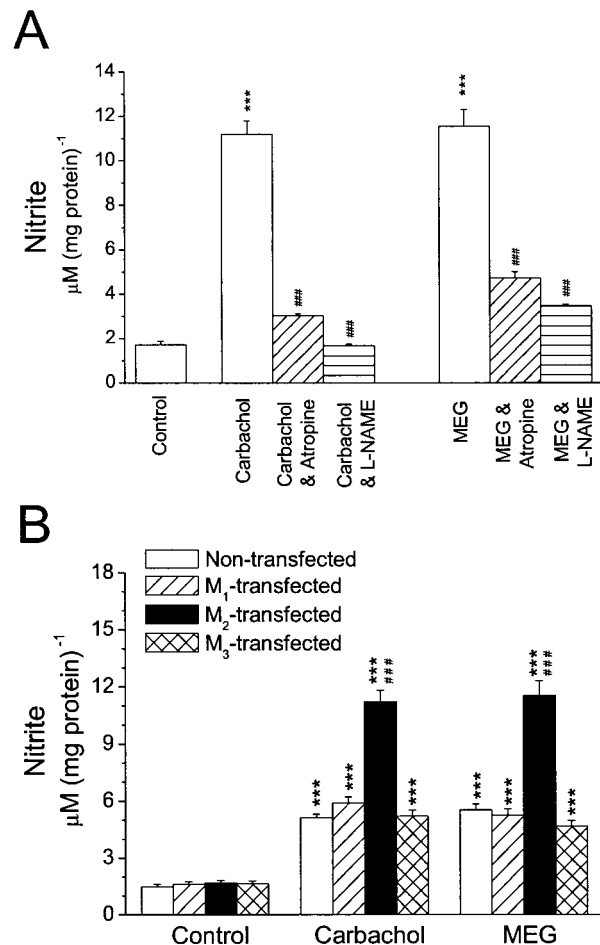 A
Nitrite
μM (mg protein)⁻¹
14
12
10
8
6
4
2
0
***
###
###
***
###
###
Control
Carbachol
Carbachol
& Atropine
Carbachol
& L-NAME
MEG
MEG &
Atropine
MEG &
L-NAME
B
Non-transfected
M₁-transfected
M₂-transfected
M₃-transfected
Nitrite
μM (mg protein)⁻¹
18
15
12
9
6
3
0
***
***
***
###
***
***
***
***
###
***
Control Carbachol MEG